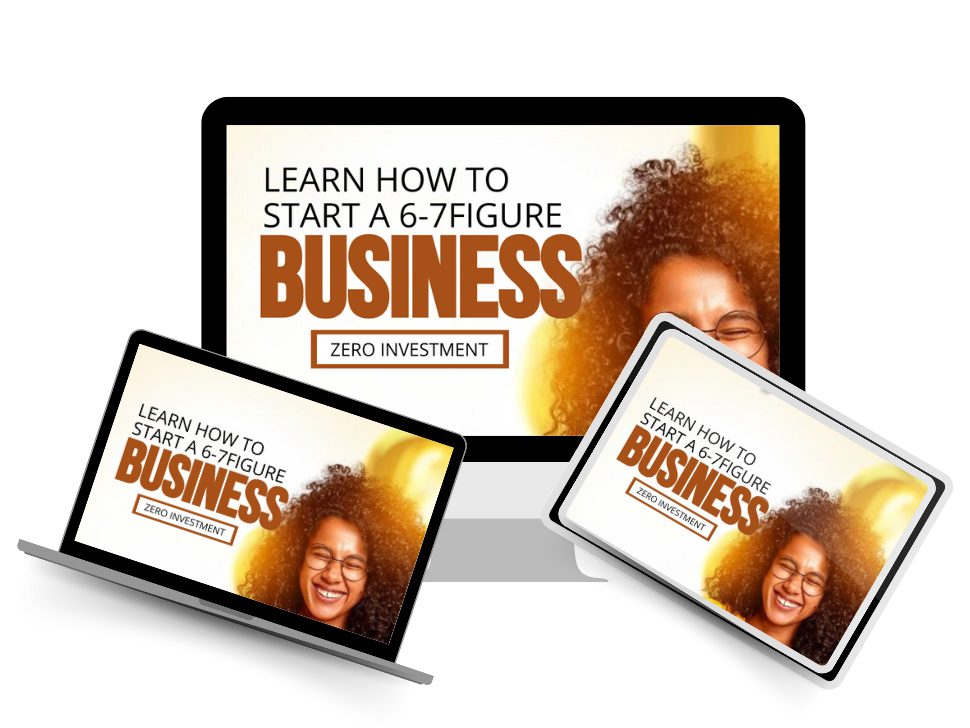 LEARN HOW TO
START A 6-7FIGURE
BUSINESS
ZERO INVESTMENT
LEARN HOW TO
START A 6-7FIGURE
BUSINESS
ZERO INVESTMENT
LEARN HOW TO
START A 6-7FIGURE
BUSINESS
ZERO INVESTMENT